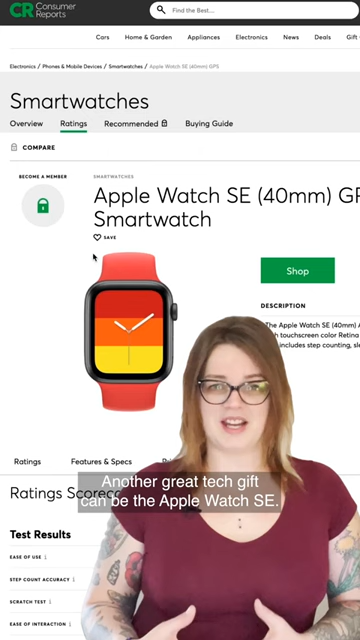 CR Consumer Reports
Find the Best...
Cars Home & Garden Appliances Electronics News Deals Gift
Electronics / Phones & Mobile Devices / Smartwatches / Apple Watch SE (40mm) GPS
Smartwatches
Overview Ratings Recommended Buying Guide
COMPARE
BECOME A MEMBER
SMARTWATCHES
Apple Watch SE (40mm) GP
Smartwatch
SAVE
Shop
DESCRIPTION
The Apple Watch SE (40mm)
touchscreen color Retina
includes step counting, sle
Ratings Features & Specs
Ratings
Another great tech gift
can be the Apple Watch SE.
Test Results
EASE OF USE
STEP COUNT ACCURACY
SCRATCH TEST
EASE OF INTERACTION